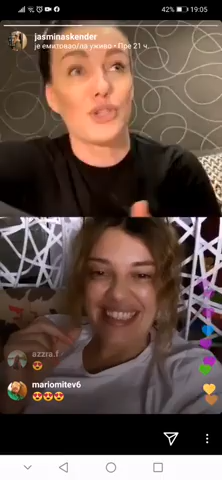 42% 19:05
jasminaskender
је емитовао/ла уживо • Пре 21 ч.
azzra.f
😍
mariomitev6
😍😍😍